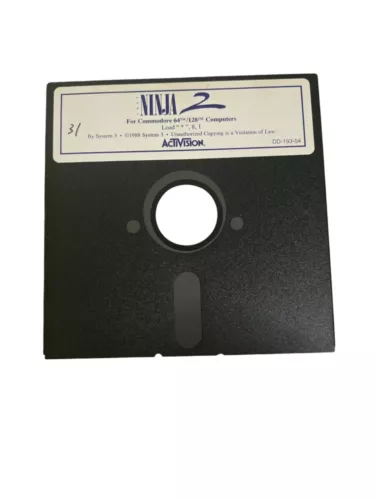 NINJA 2
31
For Commodore 64™/128™ Computers
Load "*", 8, 1
By System 3 • ©1988 System 3 • Unauthorized Copying is a Violation of Law.
ACTIVISION.
DD-193-04